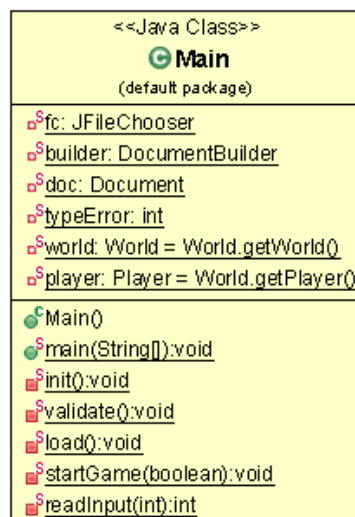 <<Java Class>>
Main
(default package)
fc: JFileChooser
builder: DocumentBuilder
doc: Document
typeError: int
world: World = World.getWorld()
player: Player = World.getPlayer()
Main()
main(String[]):void
init():void
validate():void
load():void
startGame(boolean):void
readInput(int):int